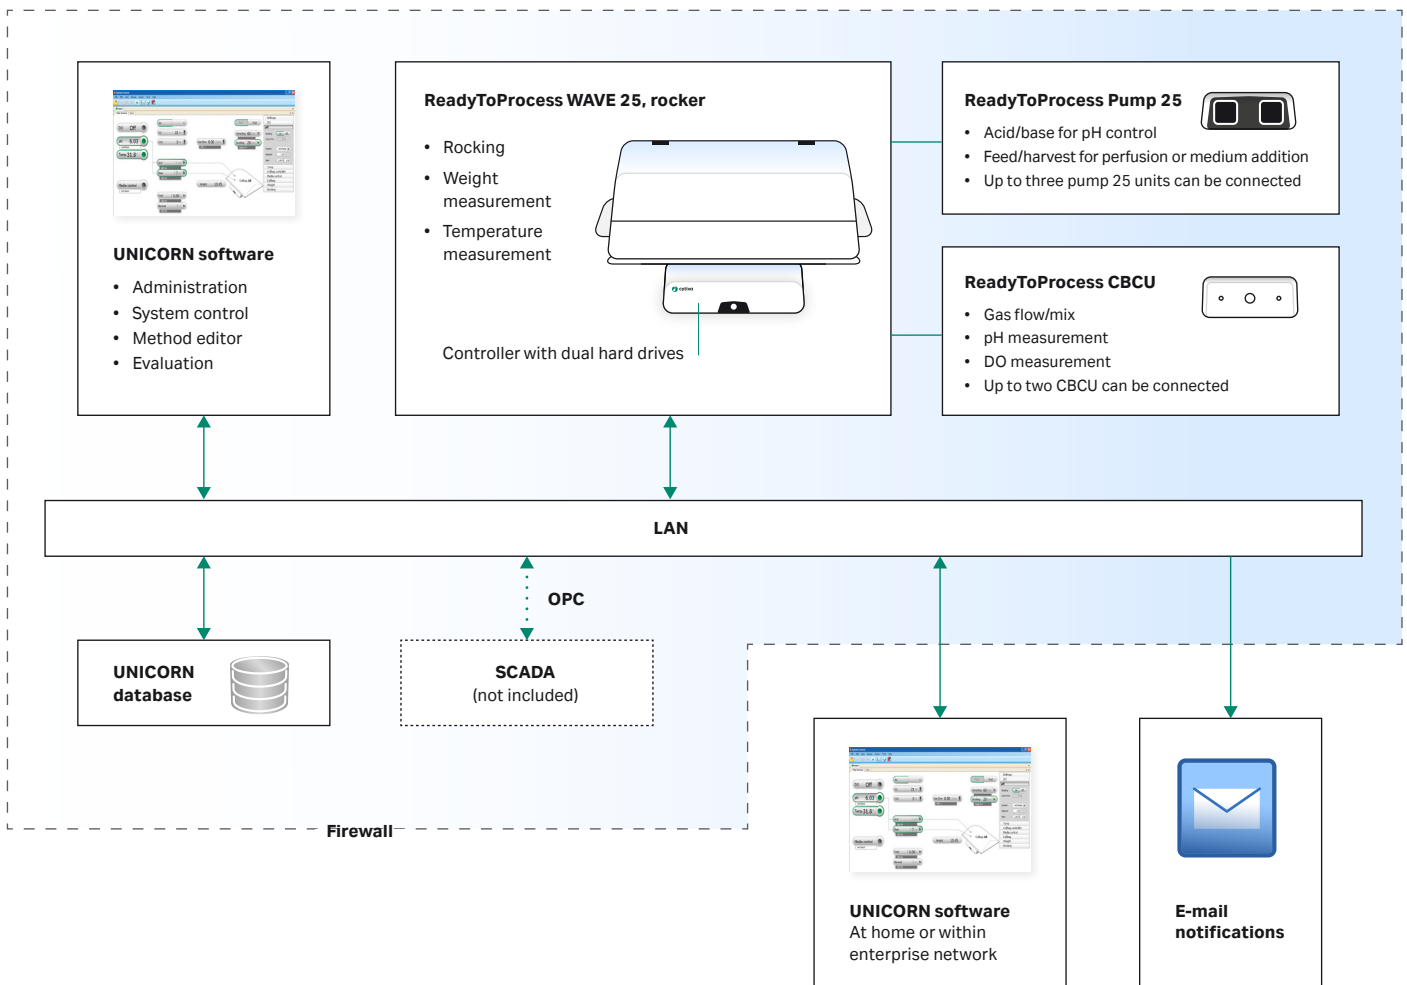 ReadyToProcess WAVE 25, rocker
• Rocking
• Weight
measurement
• Temperature
measurement
cytiva
Controller with dual hard drives
ReadyToProcess Pump 25
• Acid/base for pH control
• Feed/harvest for perfusion or medium addition
• Up to three pump 25 units can be connected
ReadyToProcess CBCU
• Gas flow/mix
• pH measurement
• DO measurement
• Up to two CBCU can be connected
UNICORN software
• Administration
• System control
• Method editor
• Evaluation
LAN
OPC
UNICORN
database
SCADA
(not included)
Firewall
UNICORN software
At home or within
enterprise network
E-mail
notifications